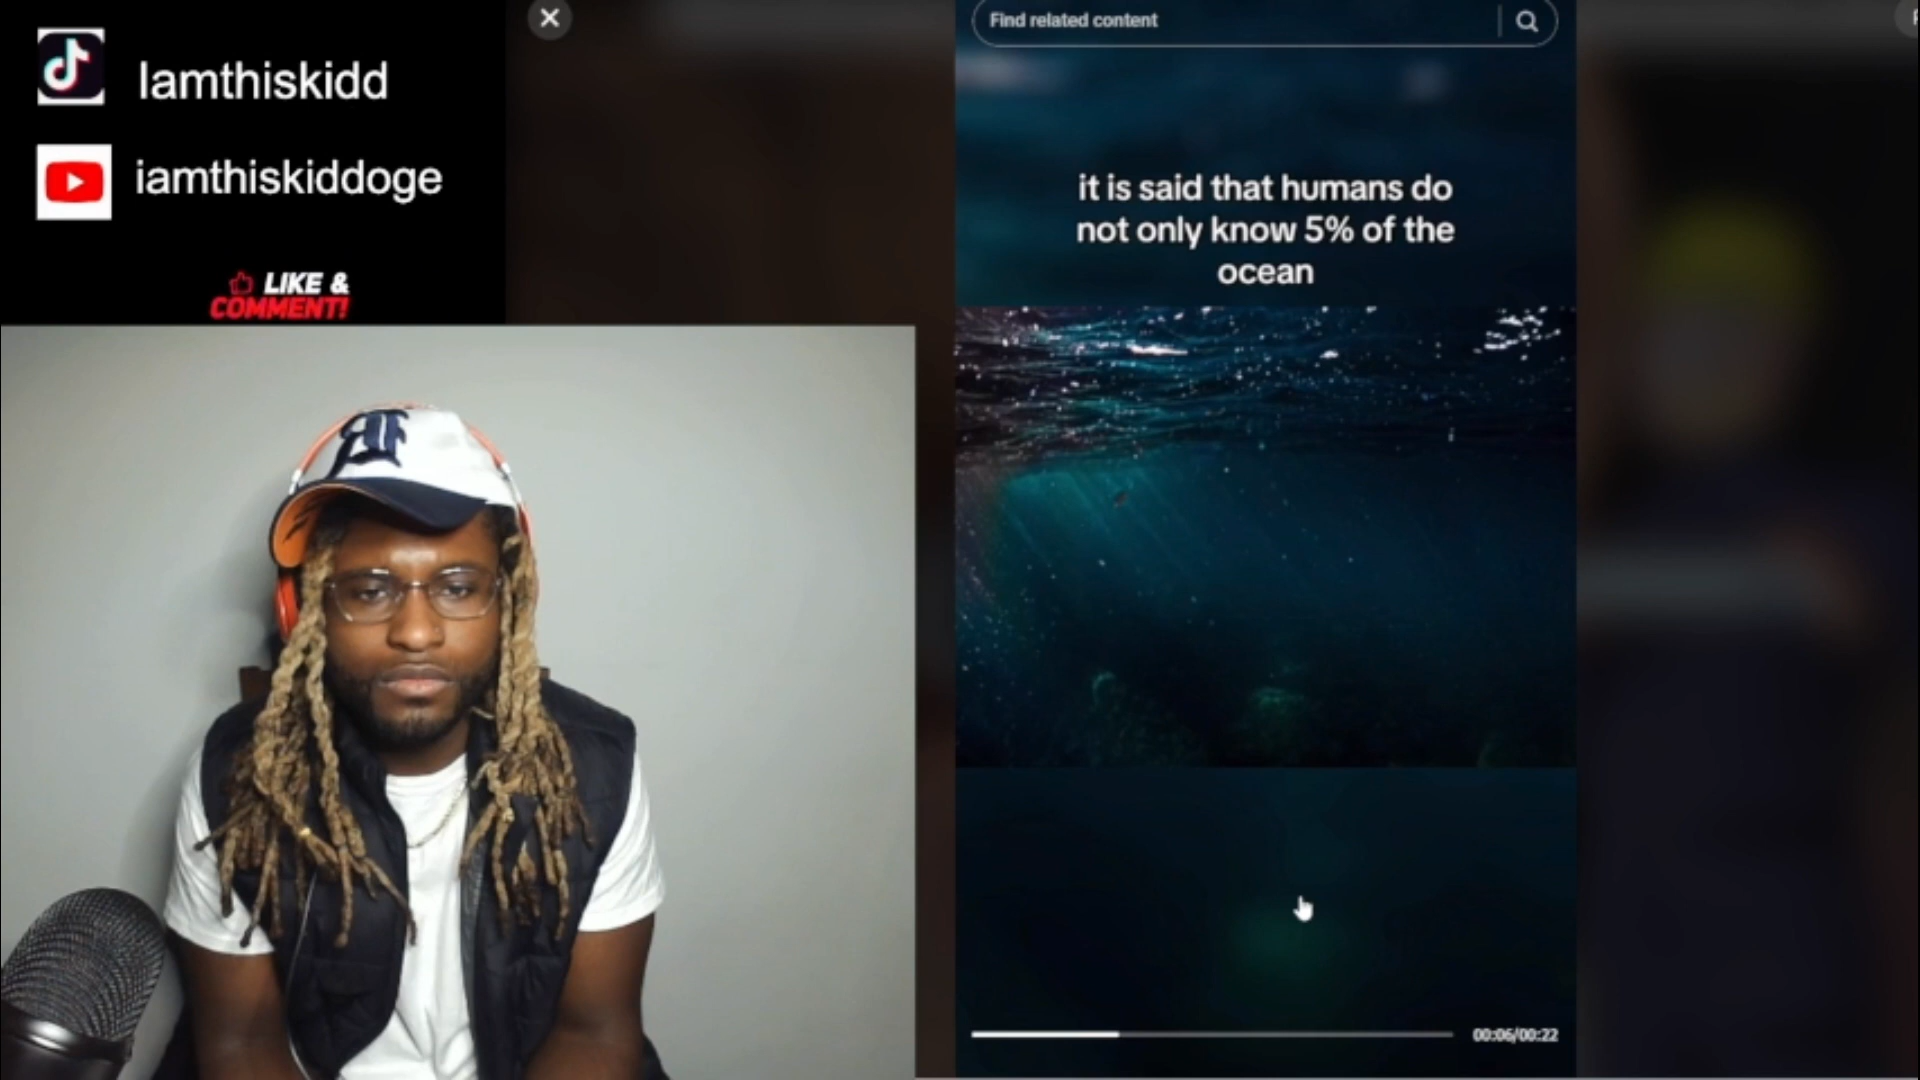 Iamthiskidd
iamthiskiddoge
LIKE &
COMMENT!
Find related content
it is said that humans do
not only know 5% of the
ocean
00:06/00:22